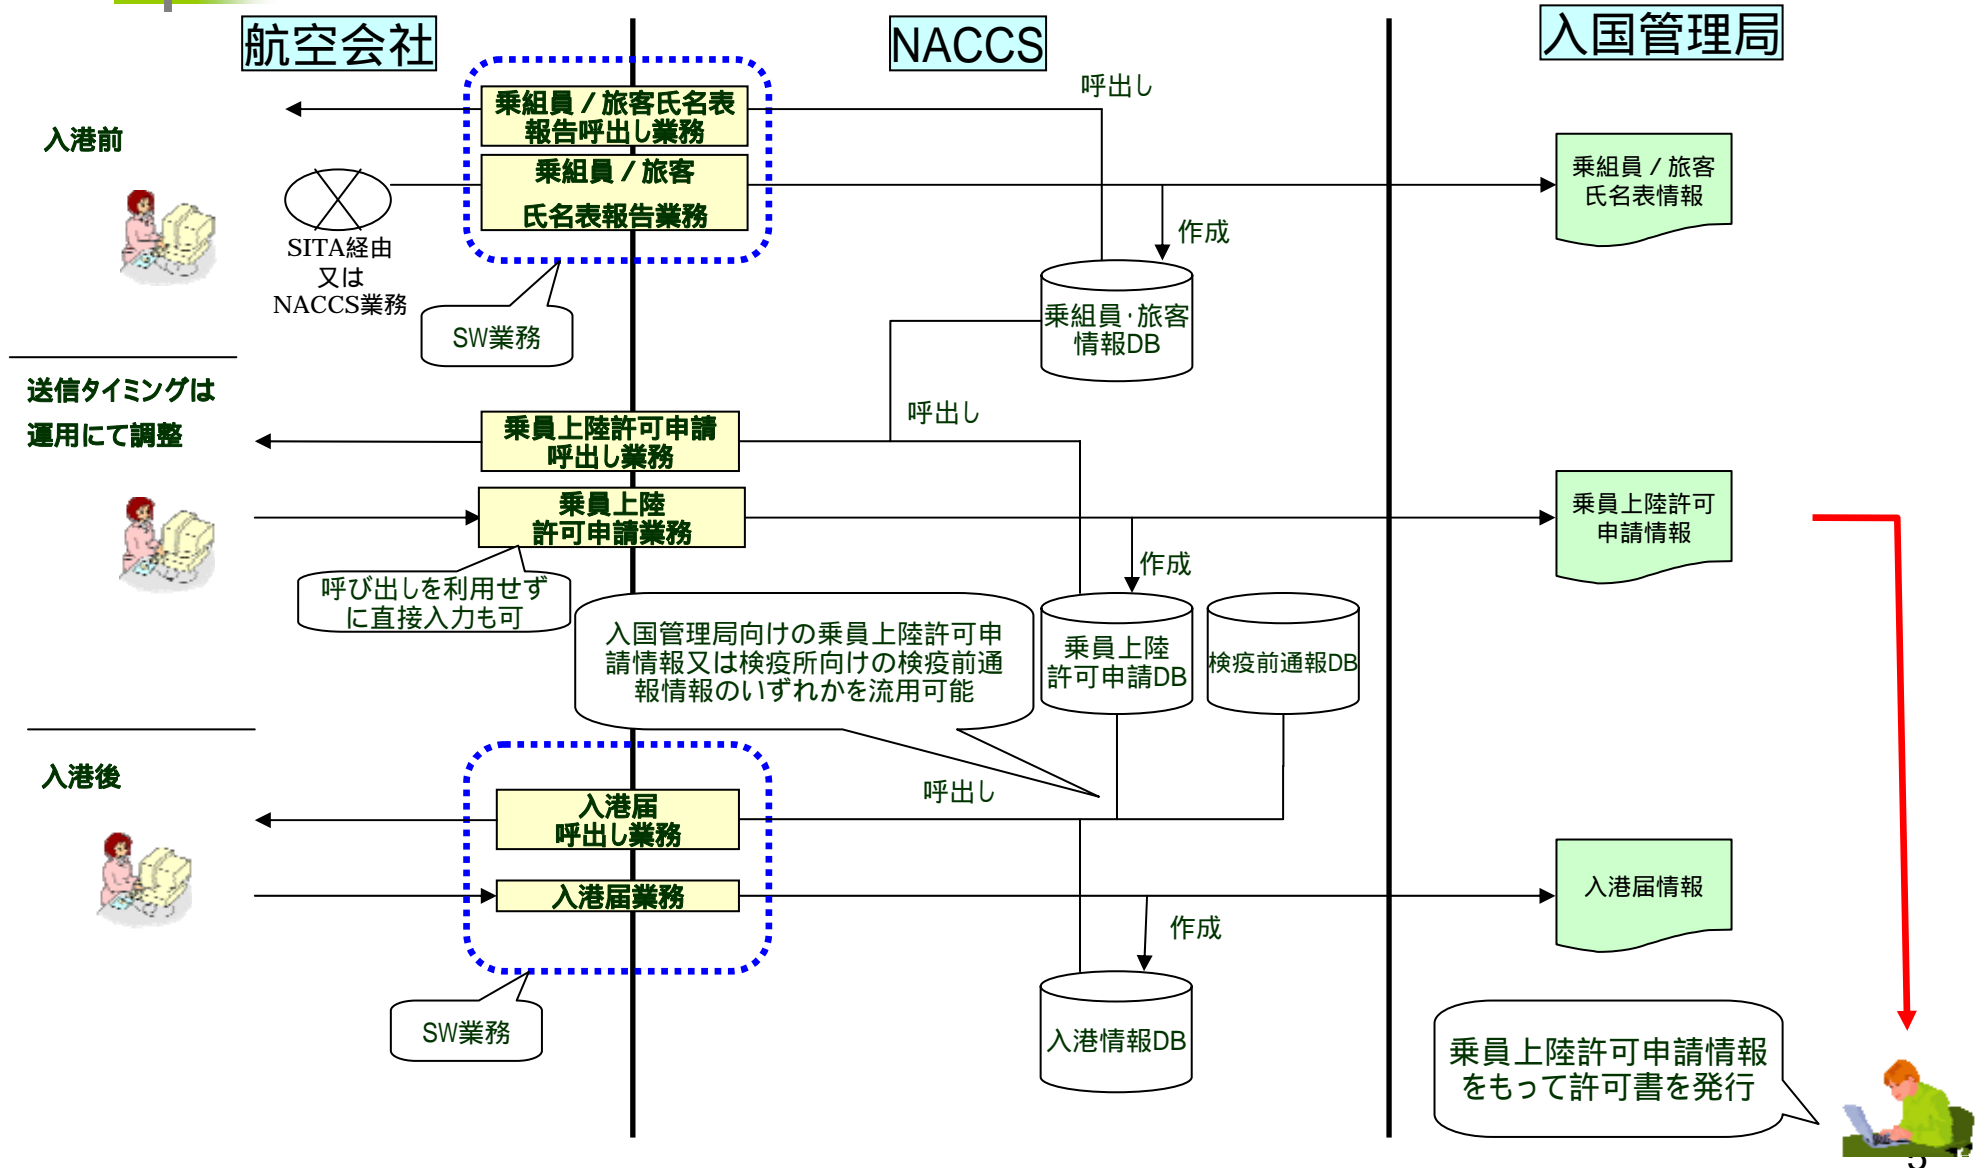 航空会社
NACCS
入国管理局
呼出し
乗組員／旅客氏名表
報告呼出し業務
入港前
乗組員／旅客
氏名表報告業務
乗組員／旅客
氏名表情報
作成
SITA経由
又は
NACCS業務
SW業務
乗組員・旅客
情報DB
送信タイミングは
運用にて調整
呼出し
乗員上陸許可申請
呼出し業務
乗員上陸
許可申請業務
乗員上陸許可
申請情報
作成
呼び出しを利用せず
に直接入力も可
入国管理局向けの乗員上陸許可申
請情報又は検疫所向けの検疫前通
報情報のいずれかを流用可能
乗員上陸
許可申請DB
検疫前通報DB
入港後
呼出し
入港届
呼出し業務
入港届業務
入港届情報
作成
SW業務
入港情報DB
乗員上陸許可申請情報
をもって許可書を発行
5